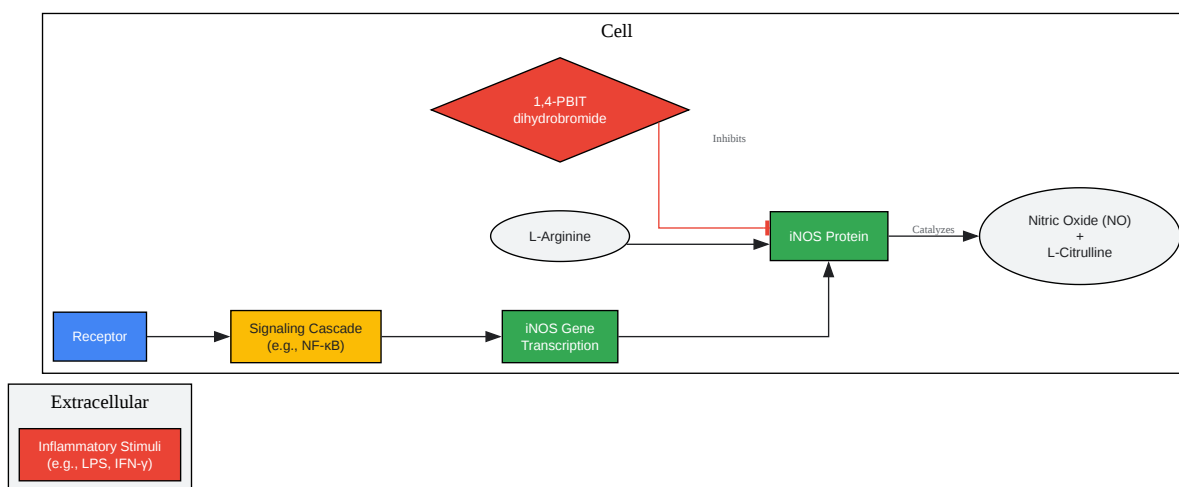 Cell
1,4-PBIT
dihydrobromide
Inhibits
L-Arginine
iNOS Protein
Catalyzes
Nitric Oxide (NO)
+
L-Citrulline
Receptor
Signaling Cascade
(e.g., NF-κB)
iNOS Gene
Transcription
Extracellular
Inflammatory Stimuli
(e.g., LPS, IFN-γ)